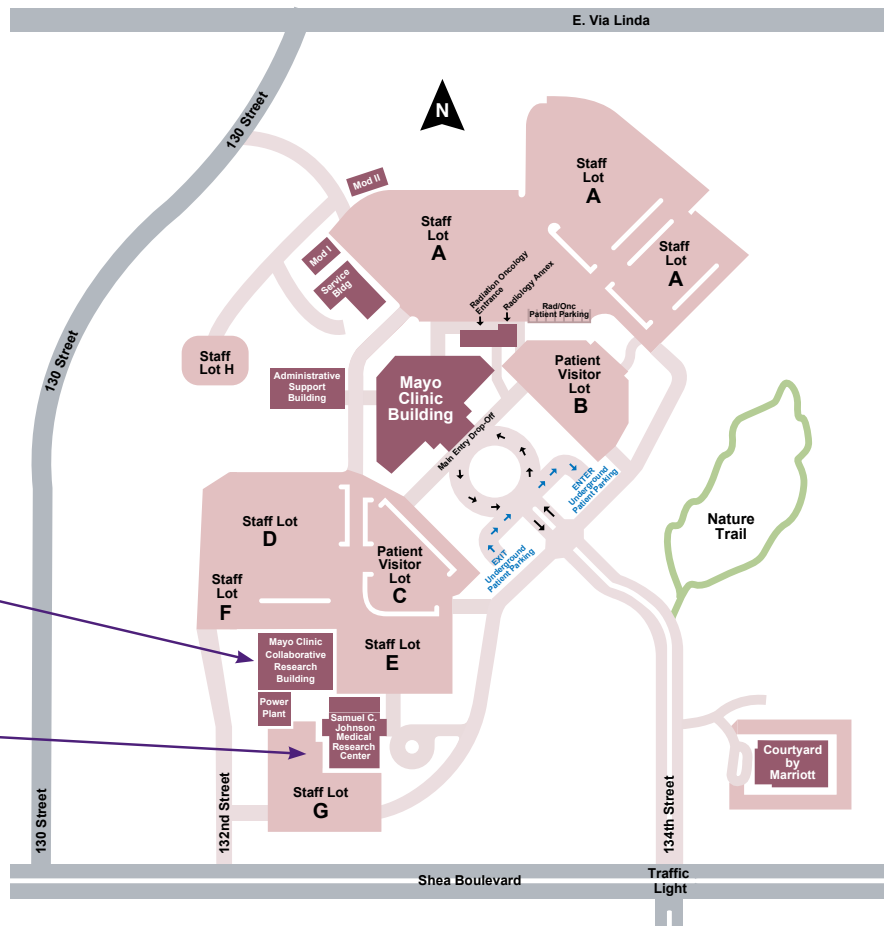 E. Via Linda
130 Street
N
Mod II
Staff
Lot
A
Staff
Lot
A
Staff
Lot
A
Mod I
Service
Bldg
Radiation Oncology
Entrance
Radiology Annex
Rad/Onc
Patient Parking
130 Street
Staff
Lot H
Administrative
Support
Building
Mayo
Clinic
Building
Patient
Visitor
Lot
B
Main Entry Drop-Off
ENTER
Underground
Patient Parking
EXIT
Underground
Patient Parking
Nature
Trail
Staff Lot
D
Patient
Visitor
Lot
C
Staff
Lot
F
Staff Lot
E
Mayo Clinic
Collaborative
Research
Building
Power
Plant
Samuel C.
Johnson
Medical
Research
Center
Staff Lot
G
Courtyard
by
Marriott
130 Street
132nd Street
134th Street
Shea Boulevard
Traffic
Light